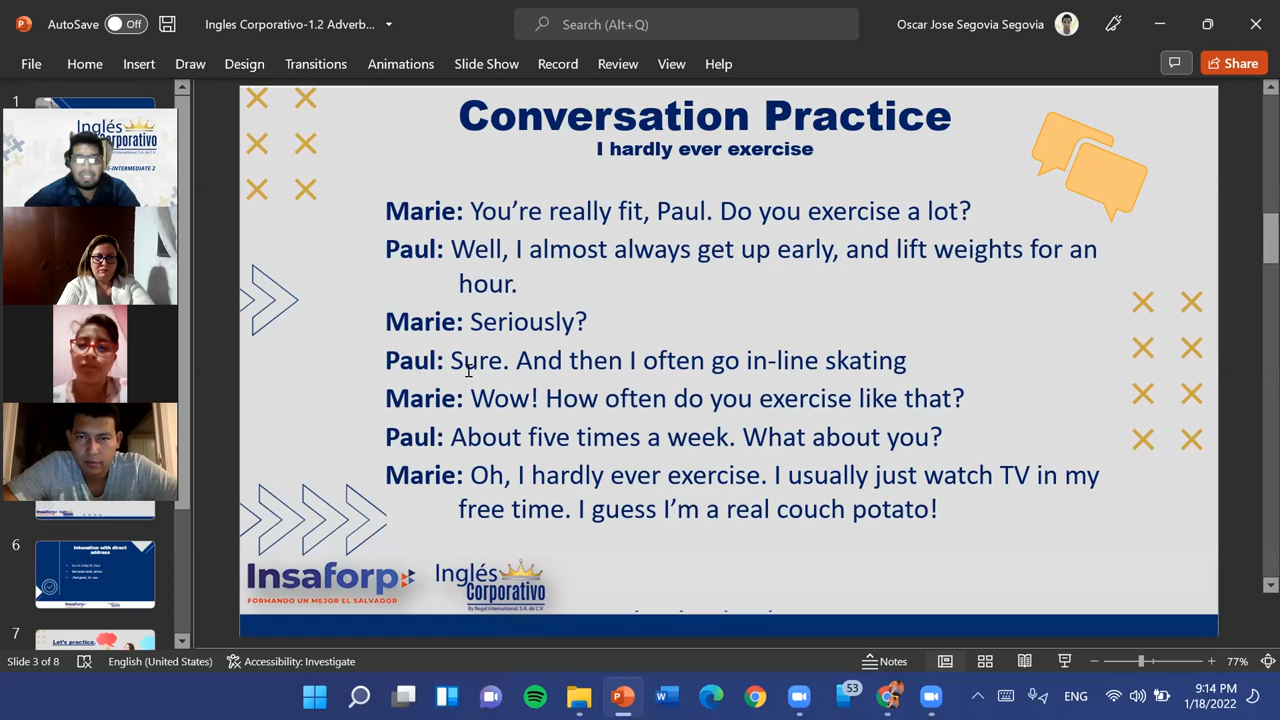 AutoSave Off Ingles Corporativo-1.2 Adverb... Search (Alt+Q) Oscar Jose Segovia Segovia
File Home Insert Draw Design Transitions Animations Slide Show Record Review View Help Share
1
Inglés
Corporativo
6
Intonation with direct
address
7
Let's practice.
Conversation Practice
I hardly ever exercise
Marie: You're really fit, Paul. Do you exercise a lot?
Paul: Well, I almost always get up early, and lift weights for an
hour.
Marie: Seriously?
Paul: Sure. And then I often go in-line skating
Marie: Wow! How often do you exercise like that?
Paul: About five times a week. What about you?
Marie: Oh, I hardly ever exercise. I usually just watch TV in my
free time. I guess I'm a real couch potato!
Insaforp
FORMANDO UN MEJOR EL SALVADOR
Inglés
Corporativo
By Regal International, S.A. de C.V.
Slide 3 of 8 English (United States) Accessibility: Investigate Notes 77%
53 ENG 9:14 PM
1/18/2022